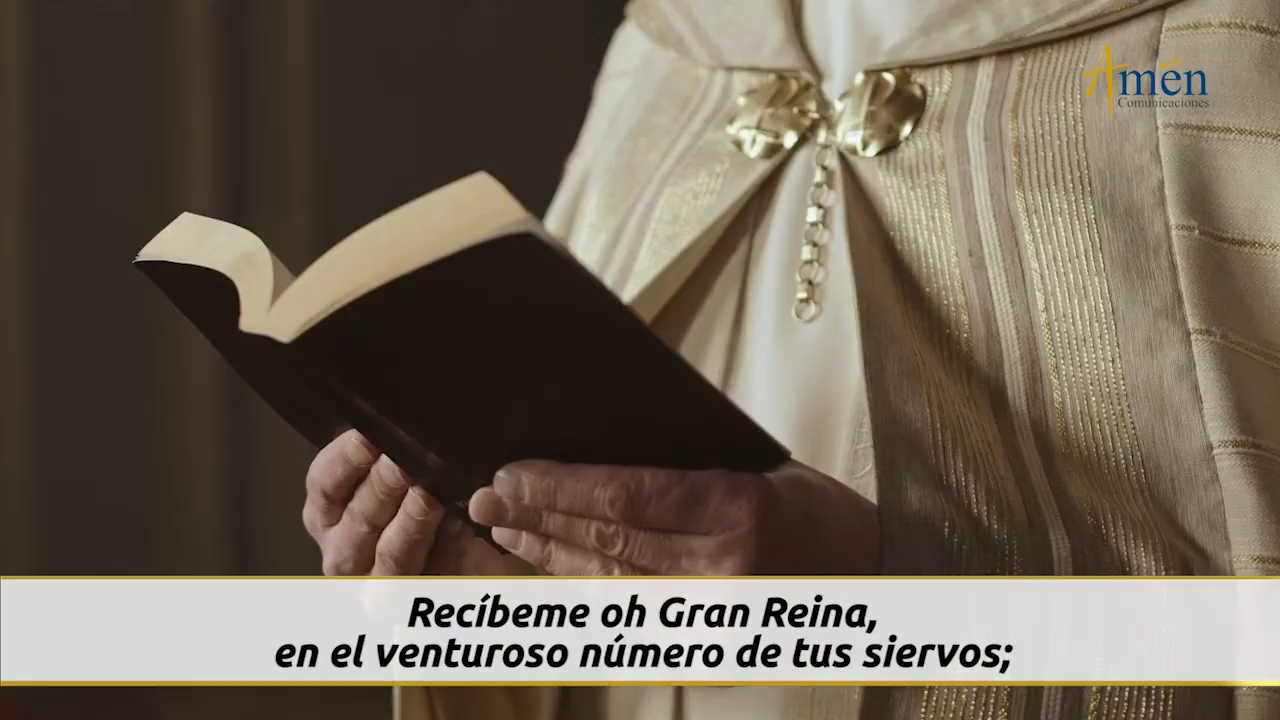 Amén
Comunicaciones
Recíbeme oh Gran Reina,
en el venturoso número de tus siervos;